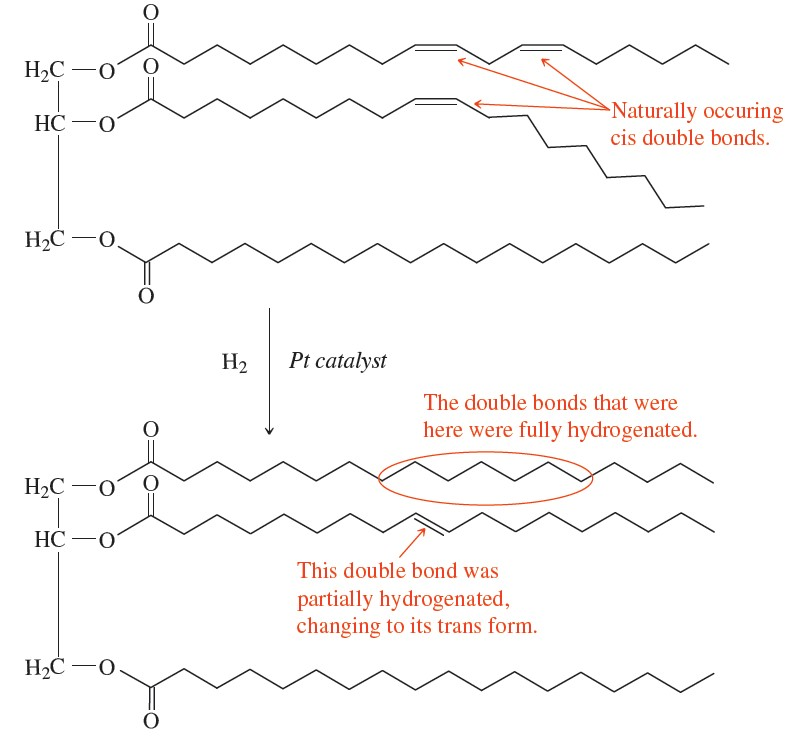 O
H₂C—O
O
HC—O
Naturally occuring
cis double bonds.
H₂C—O
O
H₂
Pt catalyst
The double bonds that were
here were fully hydrogenated.
O
H₂C—O
O
HC—O
This double bond was
partially hydrogenated,
changing to its trans form.
H₂C—O
O